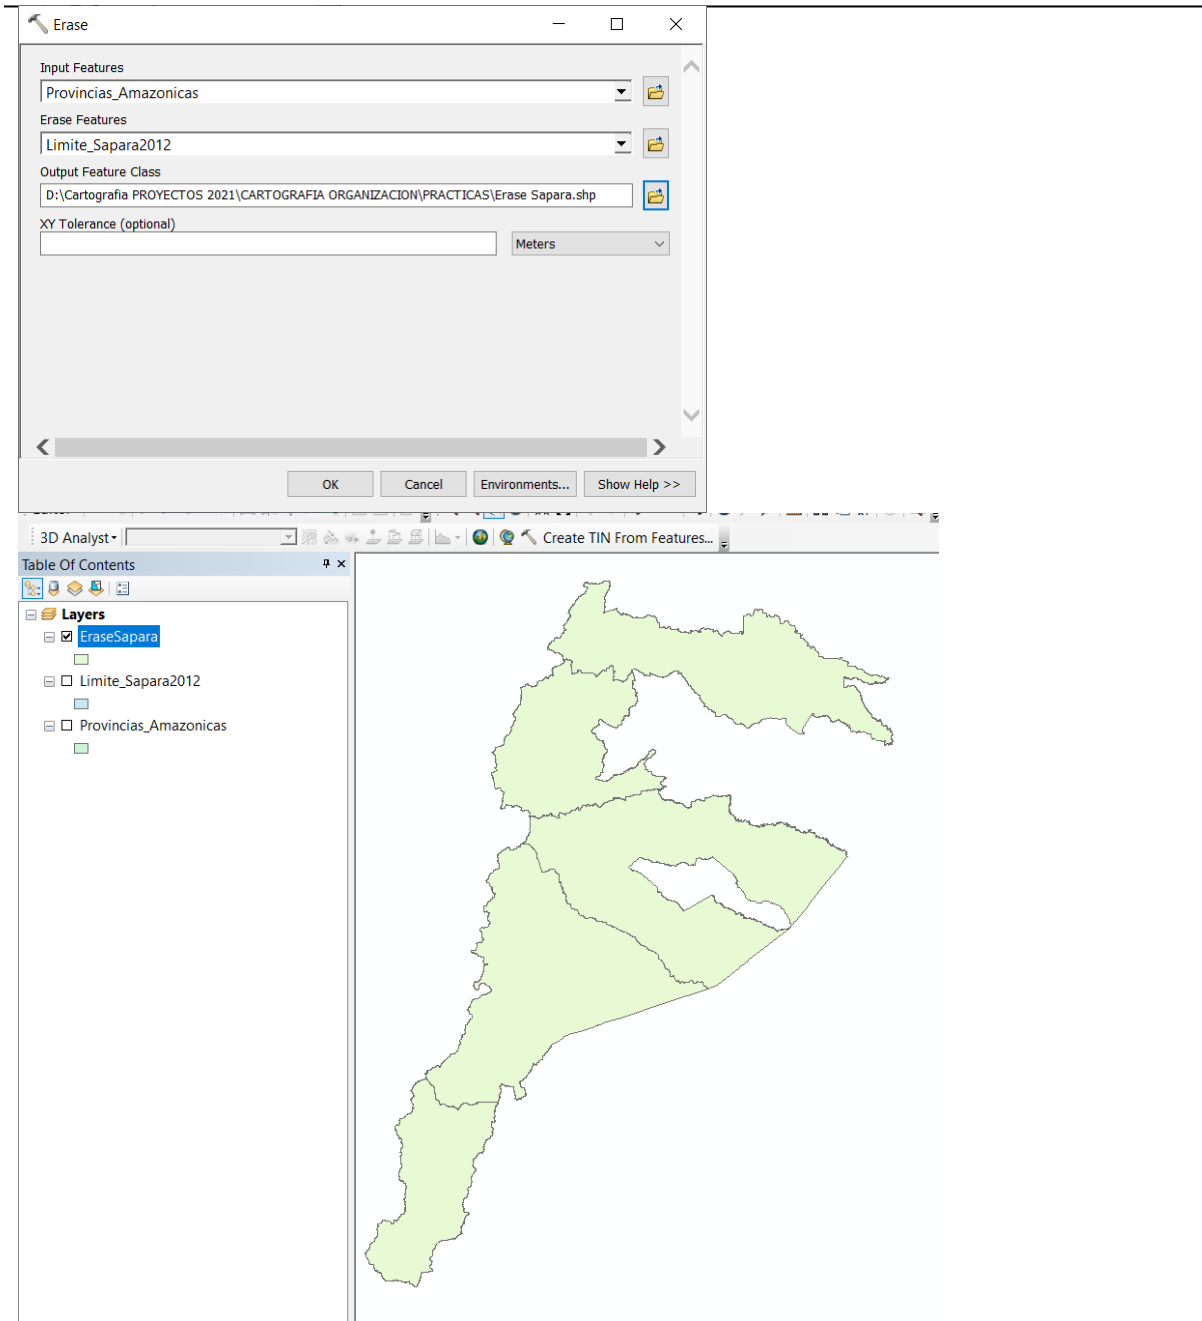 Erase
Input Features
Provincias_Amazonicas
Erase Features
Limite_Sapara2012
Output Feature Class
D:\Cartografia PROYECTOS 2021\CARTOGRAFIA ORGANIZACION\PRACTICAS\Erase Sapara.shp
XY Tolerance (optional)
Meters
OK Cancel Environments... Show Help >>
3D Analyst Create TIN From Features...
Table Of Contents
Layers
EraseSapara
Limite_Sapara2012
Provincias_Amazonicas